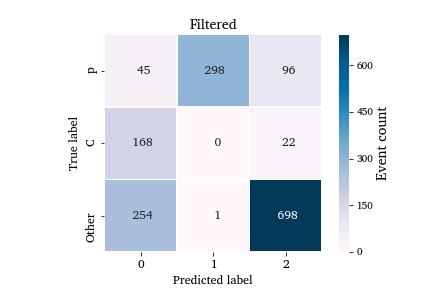 Filtered
P
45
298
96
600
C
168
0
22
450
300
Other
254
1
698
150
0
0
1
2
True label
Predicted label
Event count